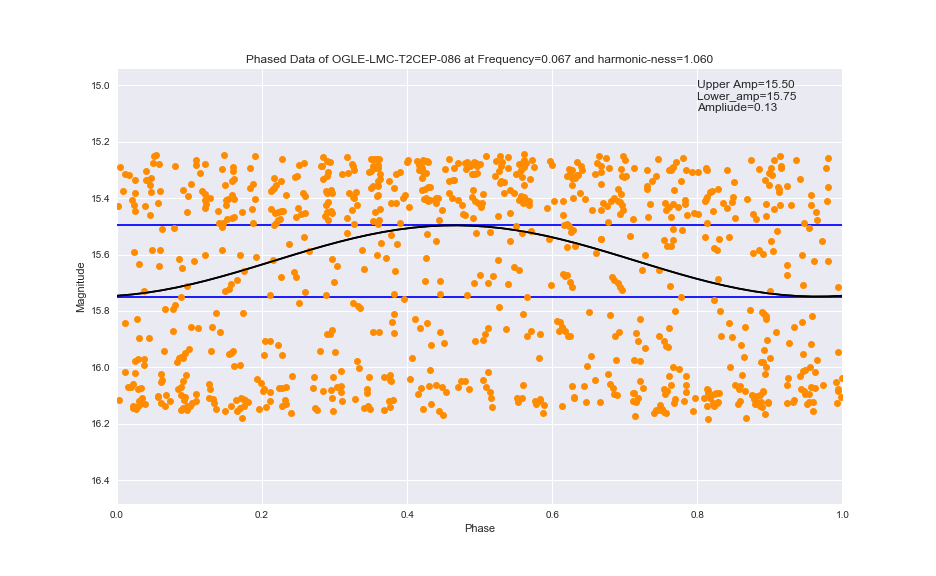 Phased Data of OGLE-LMC-T2CEP-086 at Frequency=0.067 and harmonic-ness=1.060
Upper Amp=15.50
Lower_amp=15.75
Ampliude=0.13
15.0
15.2
15.4
15.6
15.8
16.0
16.2
16.4
Magnitude
0.0 0.2 0.4 0.6 0.8 1.0
Phase